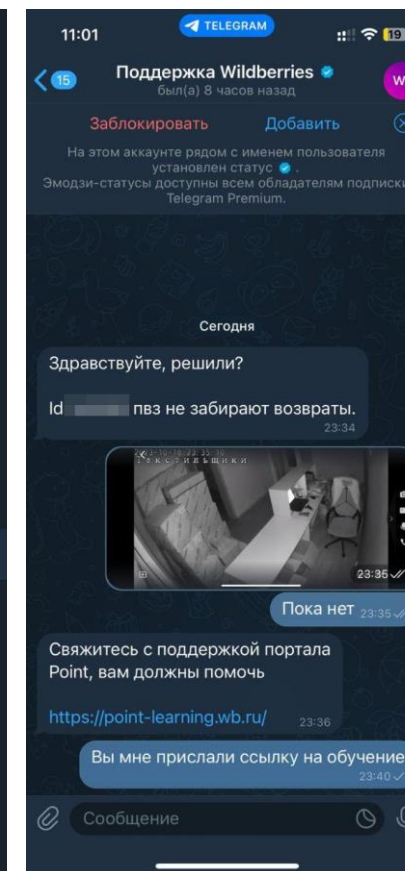 11:01
TELEGRAM
19
15
Поддержка Wildberries
был(а) 8 часов назад
W
Заблокировать
Добавить
На этом аккаунте рядом с именем пользователя
установлен статус .
Эмодзи-статусы доступны всем обладателям подписки
Telegram Premium.
Сегодня
Здравствуйте, решили?
Id пвз не забирают возвраты.
23:34
ТЕКСТИЛЬЩИКИ
23:35
Пока нет 23:35
Свяжитесь с поддержкой портала
Point, вам должны помочь
https://point-learning.wb.ru/ 23:36
Вы мне прислали ссылку на обучение
23:40
Сообщение